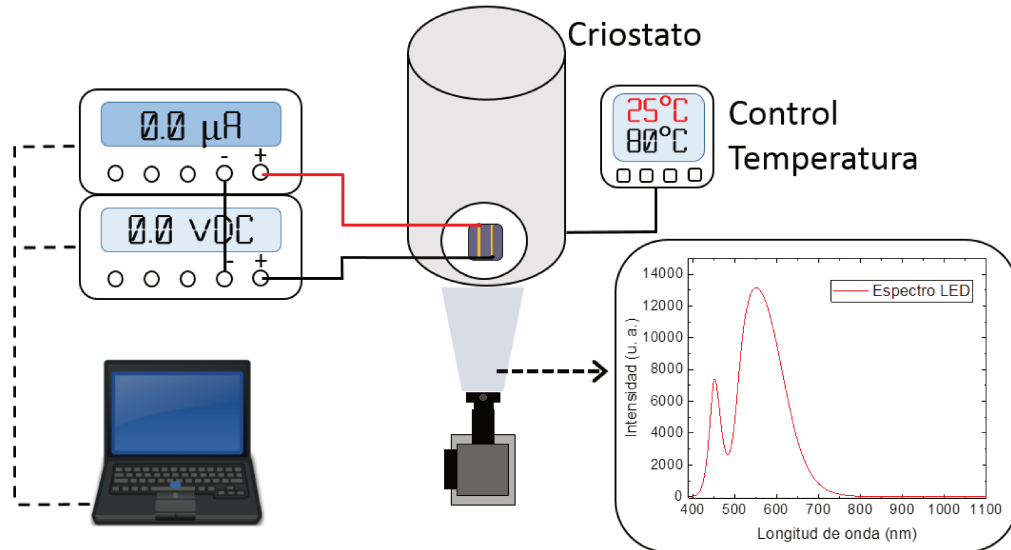 Criostato
0.0 μA
- +
0.0 VDC
- +
25°C
80°C
Control
Temperatura
14000
12000
10000
8000
6000
4000
2000
0
Intensidad (u. a.)
Espectro LED
400 500 600 700 800 900 1000 1100
Longitud de onda (nm)